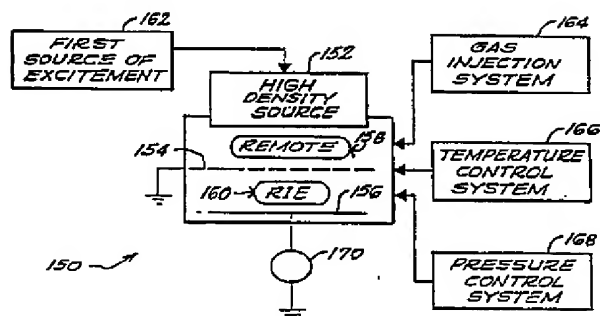 162
FIRST
SOURCE OF
EXCITEMENT
152
HIGH
DENSITY
SOURCE
164
GAS
INJECTION
SYSTEM
154
REMOTE
158
166
TEMPERATURE
CONTROL
SYSTEM
160
RIE
156
150
170
168
PRESSURE
CONTROL
SYSTEM